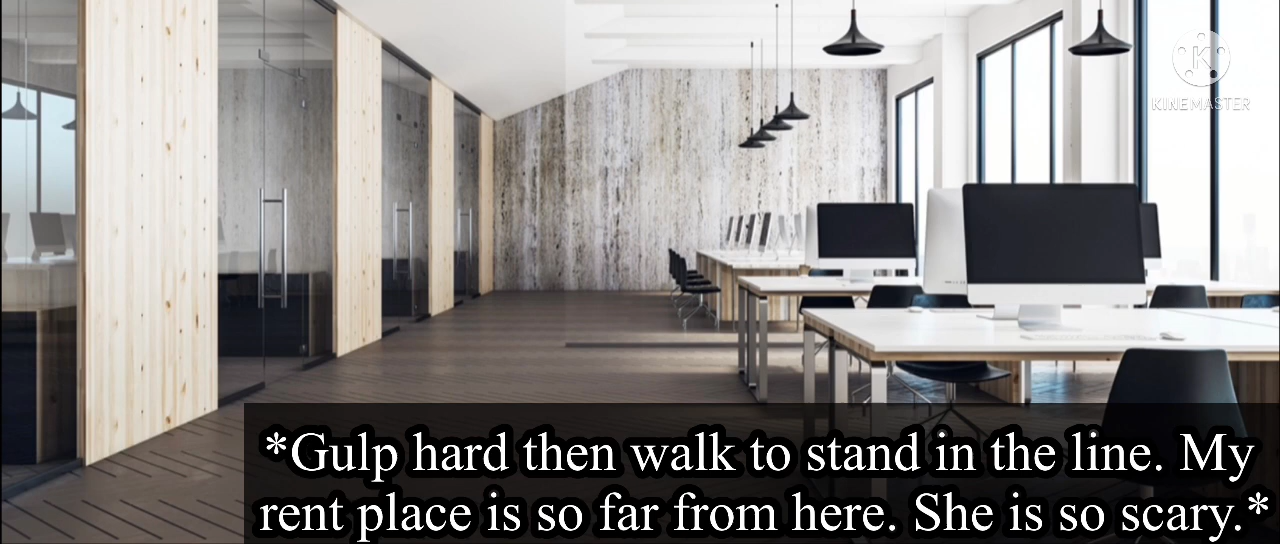 K
KINEMASTER
*Gulp hard then walk to stand in the line. My
rent place is so far from here. She is so scary.*